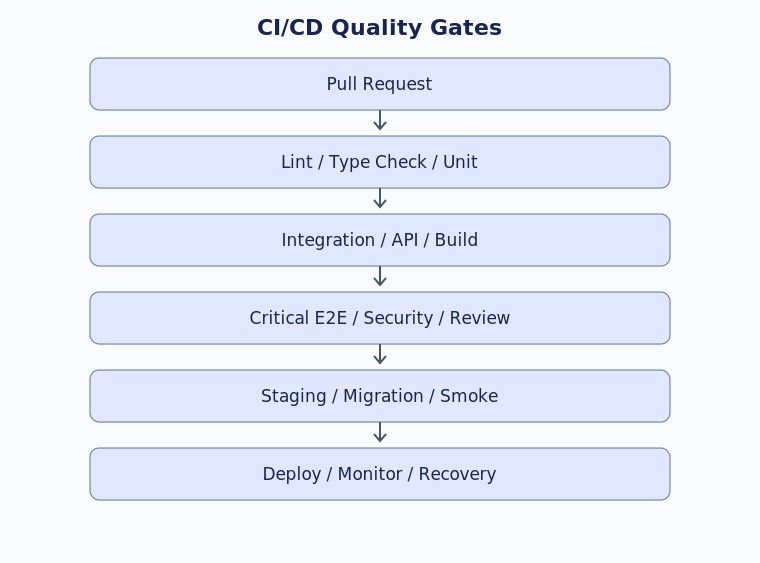 CI/CD Quality Gates
Pull Request
Lint / Type Check / Unit
Integration / API / Build
Critical E2E / Security / Review
Staging / Migration / Smoke
Deploy / Monitor / Recovery